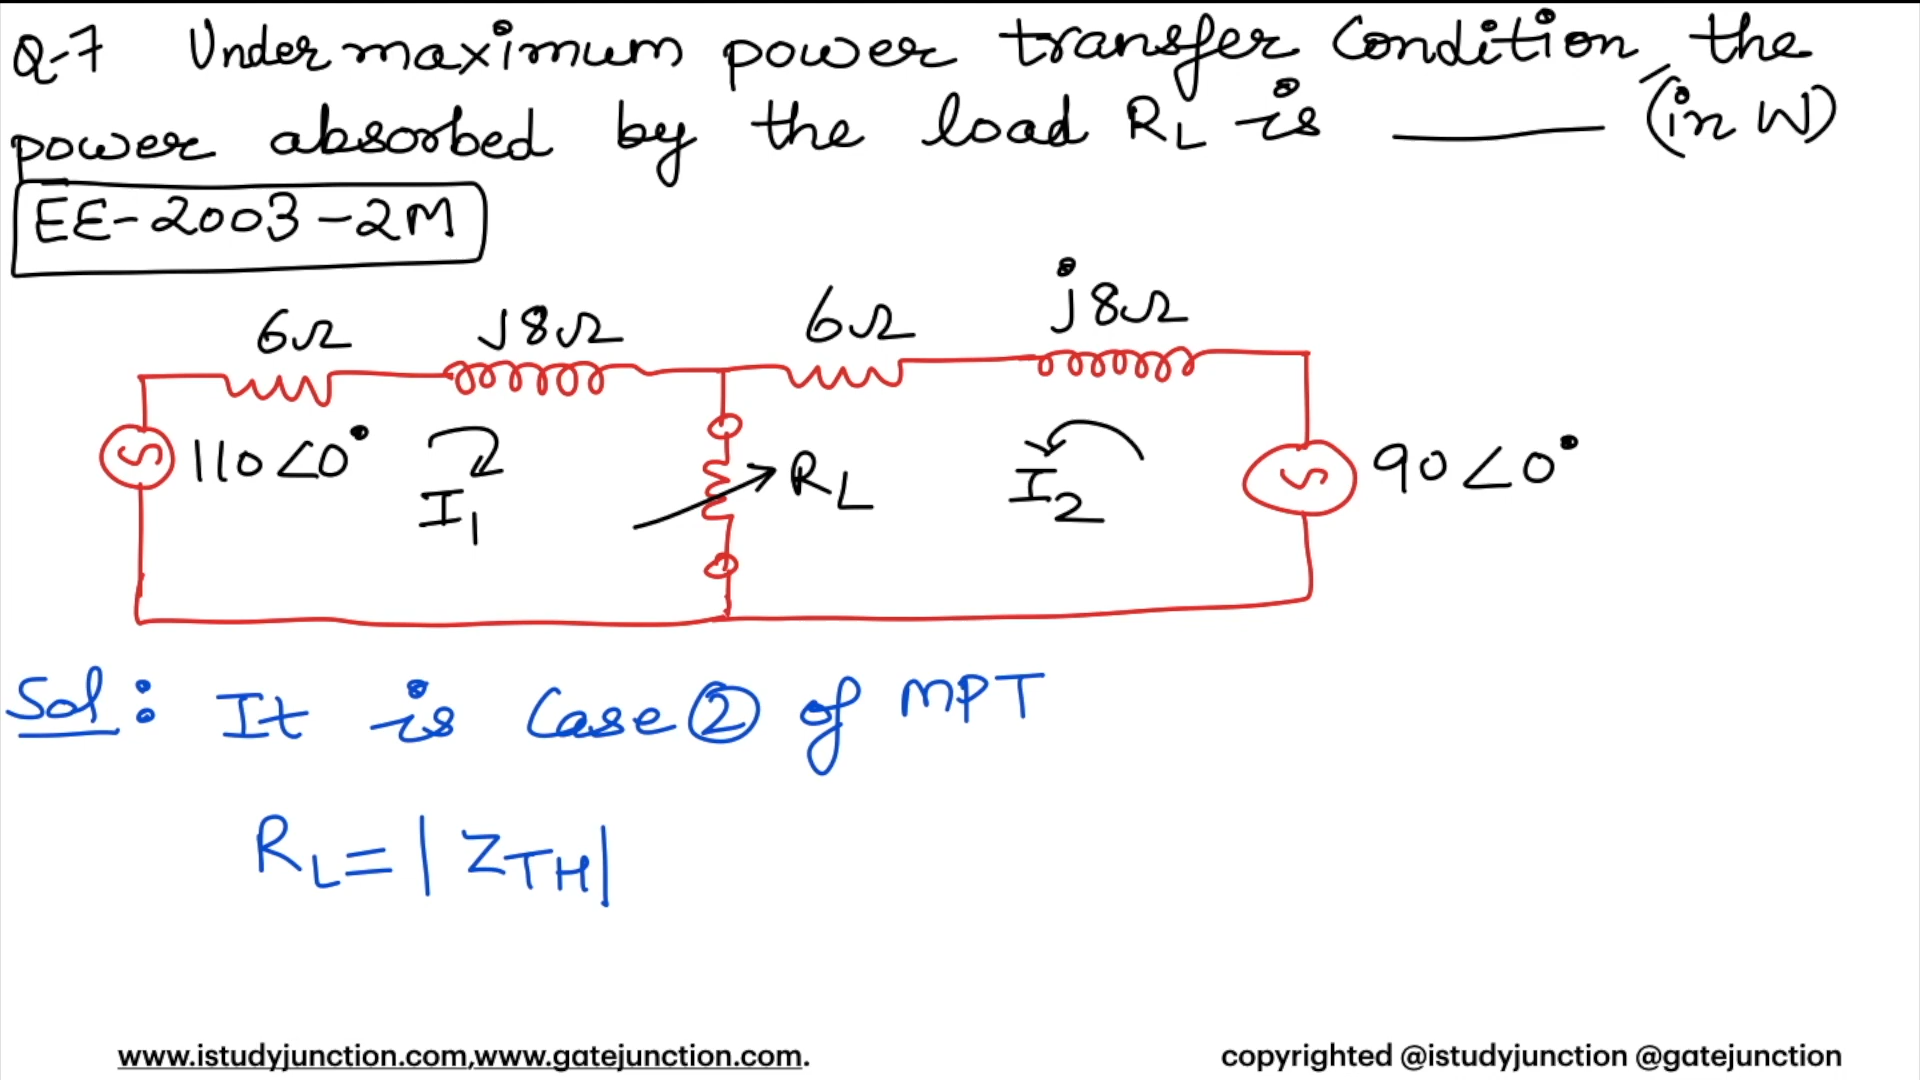 Q-7 Under maximum power transfer Condition, the
power absorbed by the load RL is ______ (in W)
EE-2003-2M
6Ω j8Ω 6Ω j8Ω
110∠0° I1 RL I2 90∠0°
Sol: It is Case ② of MPT
RL = |ZTH|
www.istudyjunction.com,www.gatejunction.com. copyrighted @istudyjunction @gatejunction